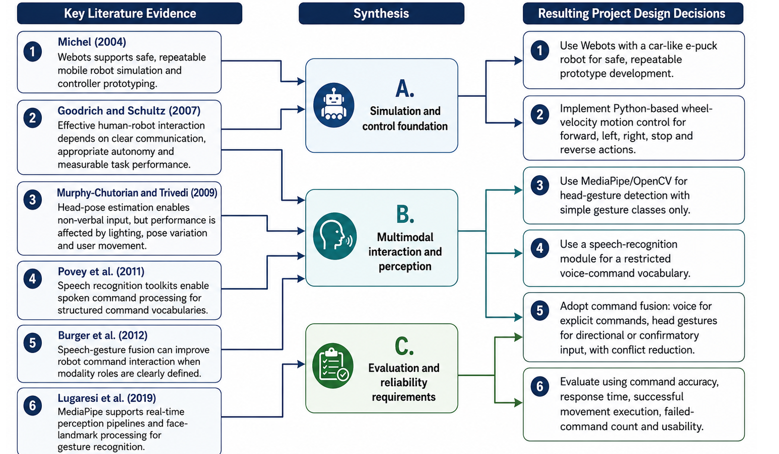 Key Literature Evidence
1
Michel (2004)
Webots supports safe, repeatable
mobile robot simulation and
controller prototyping.
2
Goodrich and Schultz (2007)
Effective human-robot interaction
depends on clear communication,
appropriate autonomy and
measurable task performance.
3
Murphy-Chutorian and Trivedi (2009)
Head-pose estimation enables
non-verbal input, but performance is
affected by lighting, pose variation
and user movement.
4
Povey et al. (2011)
Speech recognition toolkits enable
spoken command processing for
structured command vocabularies.
5
Burger et al. (2012)
Speech-gesture fusion can improve
robot command interaction when
modality roles are clearly defined.
6
Lugaresi et al. (2019)
MediaPipe supports real-time
perception pipelines and face-
landmark processing for
gesture recognition.
Synthesis
A.
Simulation and
control foundation
B.
Multimodal
interaction and
perception
C.
Evaluation and
reliability
requirements
Resulting Project Design Decisions
1
Use Webots with a car-like e-puck
robot for safe, repeatable
prototype development.
2
Implement Python-based wheel-
velocity motion control for
forward, left, right, stop and
reverse actions.
3
Use MediaPipe/OpenCV for
head-gesture detection with
simple gesture classes only.
4
Use a speech-recognition
module for a restricted
voice-command vocabulary.
5
Adopt command fusion: voice for
explicit commands, head gestures
for directional or confirmatory
input, with conflict reduction.
6
Evaluate using command accuracy,
response time, successful
movement execution, failed-
command count and usability.